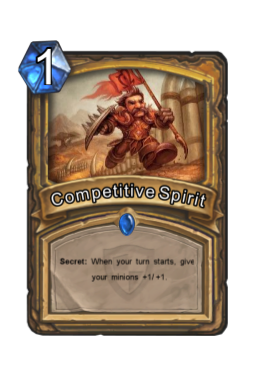 1
Competitive Spirit
Secret: When your turn starts, give
your minions +1/+1.